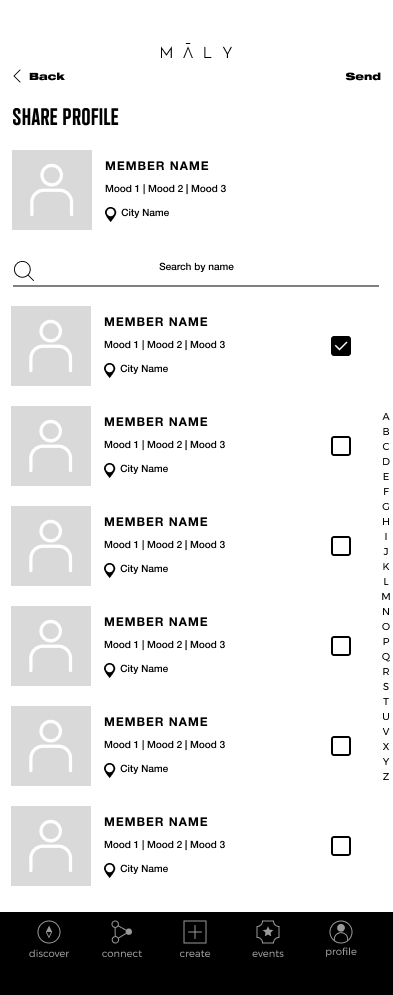 MĀLY
Back
Send
SHARE PROFILE
MEMBER NAME
Mood 1 | Mood 2 | Mood 3
City Name
Search by name
MEMBER NAME
Mood 1 | Mood 2 | Mood 3
City Name
MEMBER NAME
Mood 1 | Mood 2 | Mood 3
City Name
MEMBER NAME
Mood 1 | Mood 2 | Mood 3
City Name
MEMBER NAME
Mood 1 | Mood 2 | Mood 3
City Name
MEMBER NAME
Mood 1 | Mood 2 | Mood 3
City Name
MEMBER NAME
Mood 1 | Mood 2 | Mood 3
City Name
A
B
C
D
E
F
G
H
I
J
K
L
M
N
O
P
Q
R
S
T
U
V
X
Y
Z
discover
connect
create
events
profile